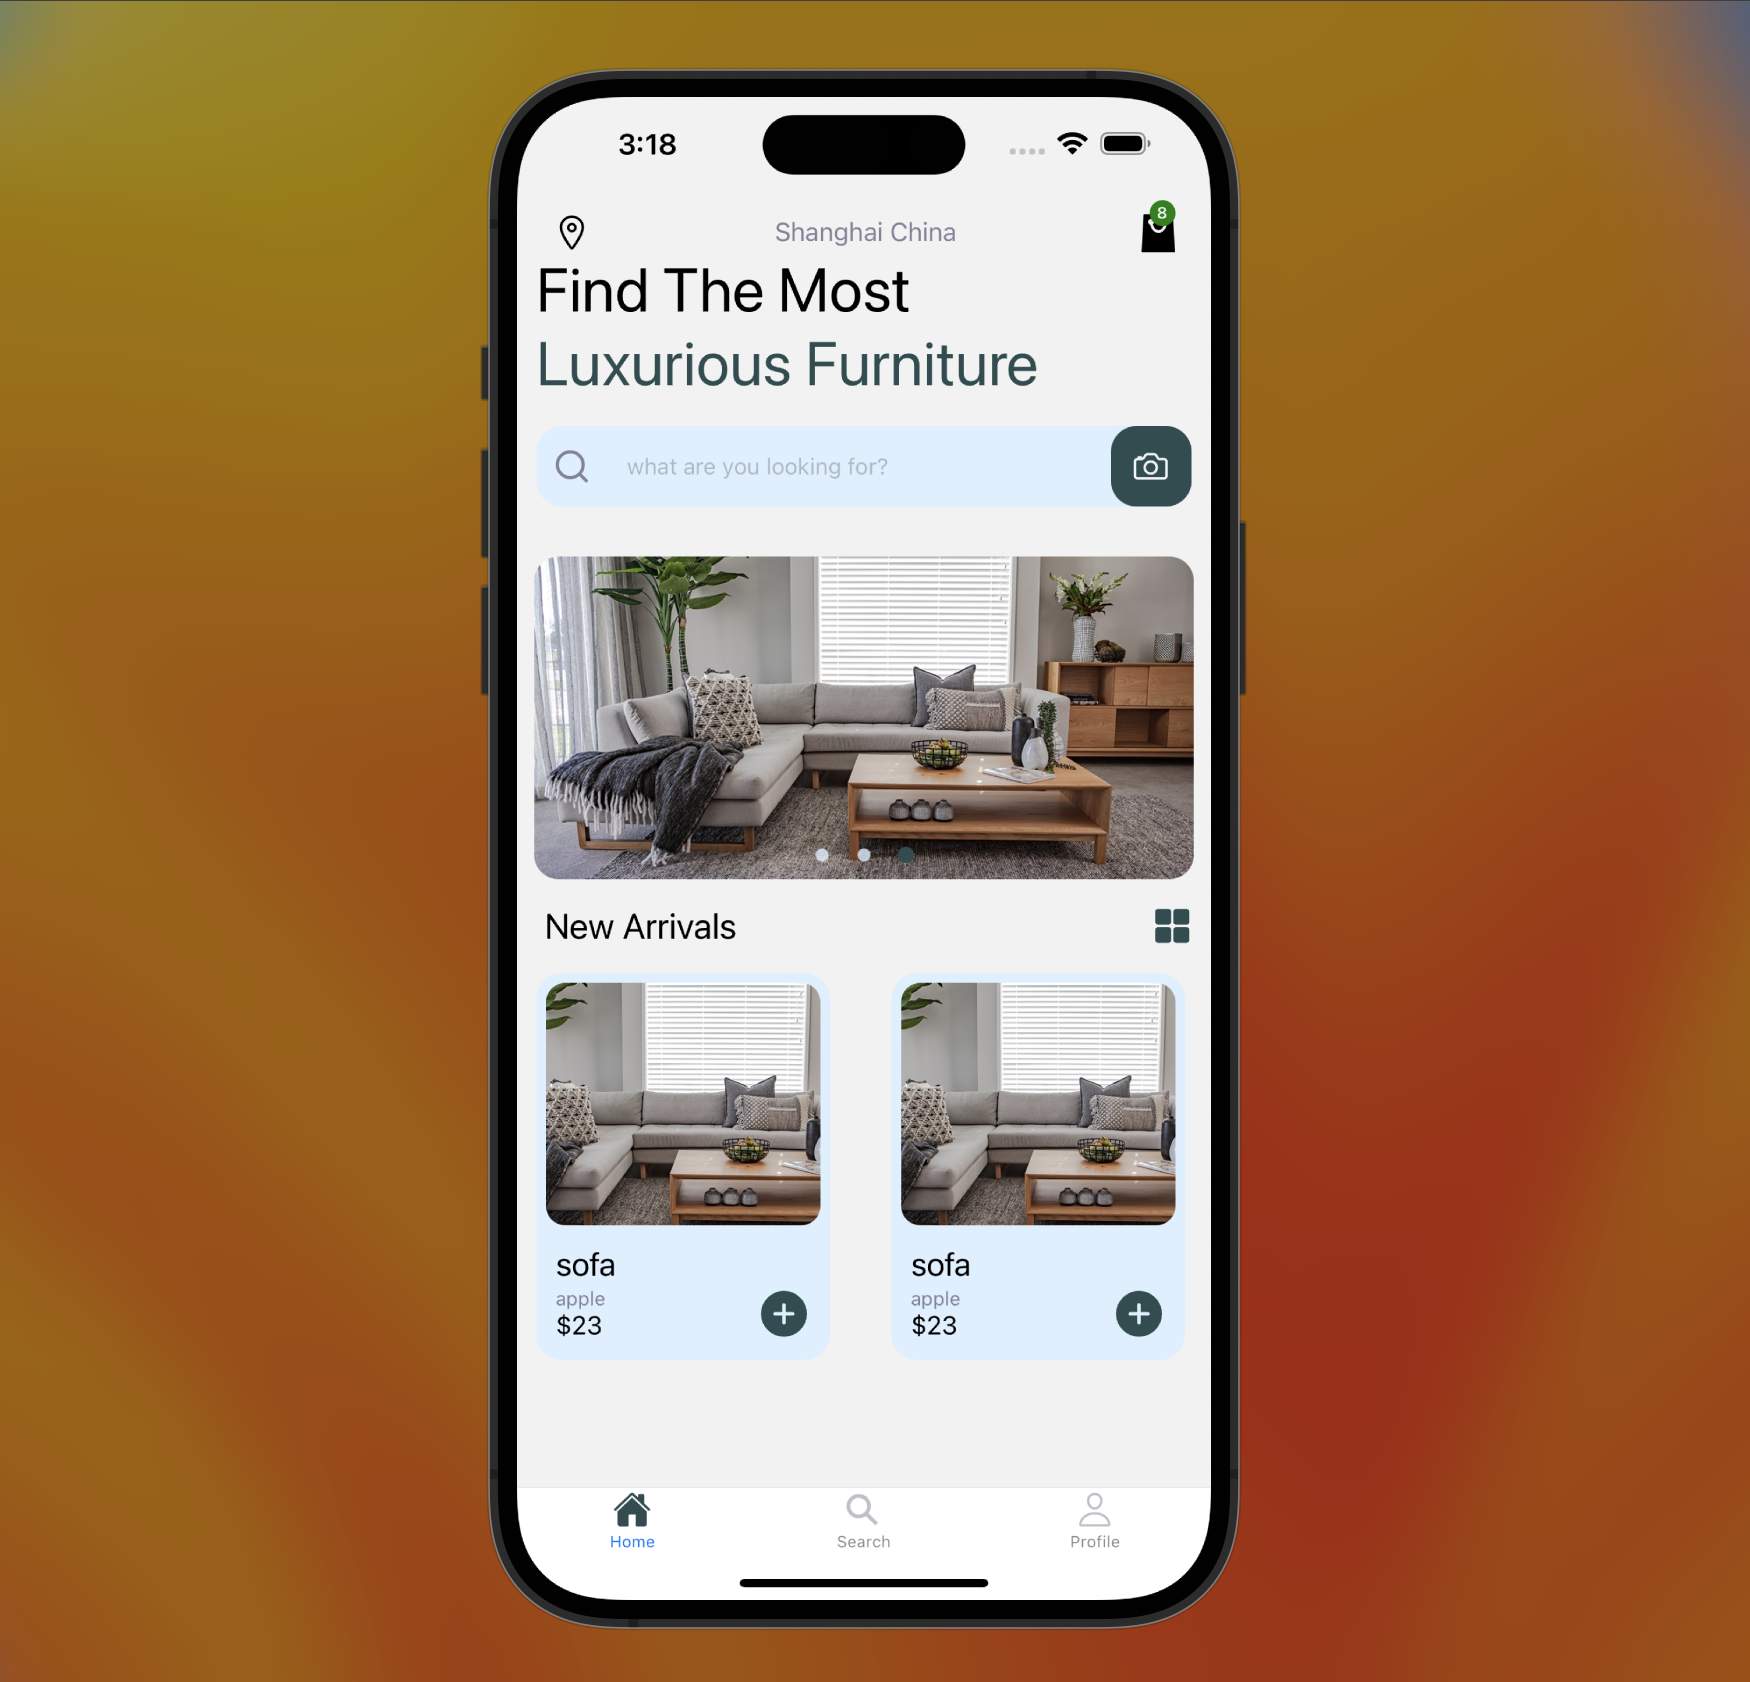 3:18
Shanghai China
8
Find The Most
Luxurious Furniture
what are you looking for?
New Arrivals
sofa
apple
$23
sofa
apple
$23
Home
Search
Profile